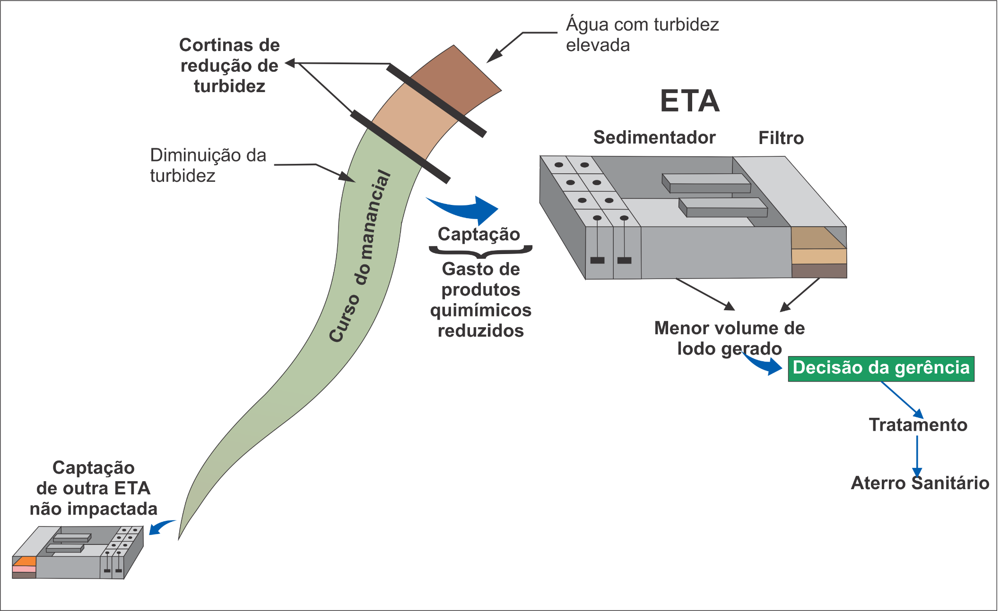 Água com turbidez
elevada
Cortinas de
redução de
turbidez
ETA
Sedimentador
Filtro
Diminuição da
turbidez
Curso do manancial
Captação
Gasto de
produtos
quimímicos
reduzidos
Menor volume de
lodo gerado
Decisão da gerência
Tratamento
Aterro Sanitário
Captação
de outra ETA
não impactada